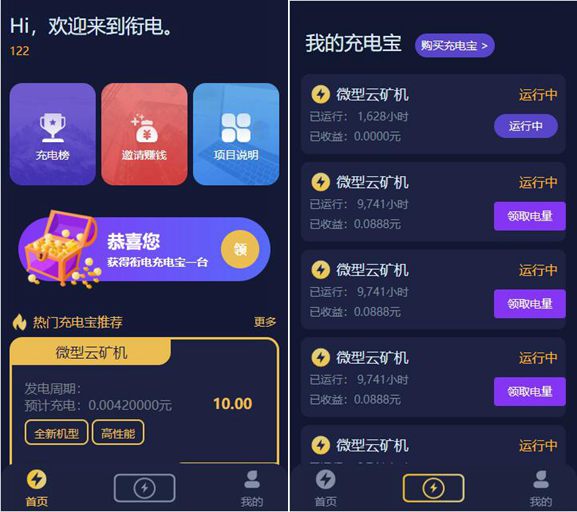 Hi，欢迎来到衔电。
122
充电榜
邀请赚钱
项目说明
恭喜您
获得衔电充电宝一台
领
热门充电宝推荐
更多
微型云矿机
发电周期：
预计充电：0.00420000元
10.00
全新机型
高性能
首页
我的
我的充电宝
购买充电宝 >
微型云矿机
运行中
已运行： 1,628小时
已收益：0.0000元
运行中
微型云矿机
运行中
已运行： 9,741小时
已收益：0.0888元
领取电量
微型云矿机
运行中
已运行： 9,741小时
已收益：0.0888元
领取电量
微型云矿机
运行中
已运行： 9,741小时
已收益：0.0888元
领取电量
微型云矿机
运行中
首页
我的